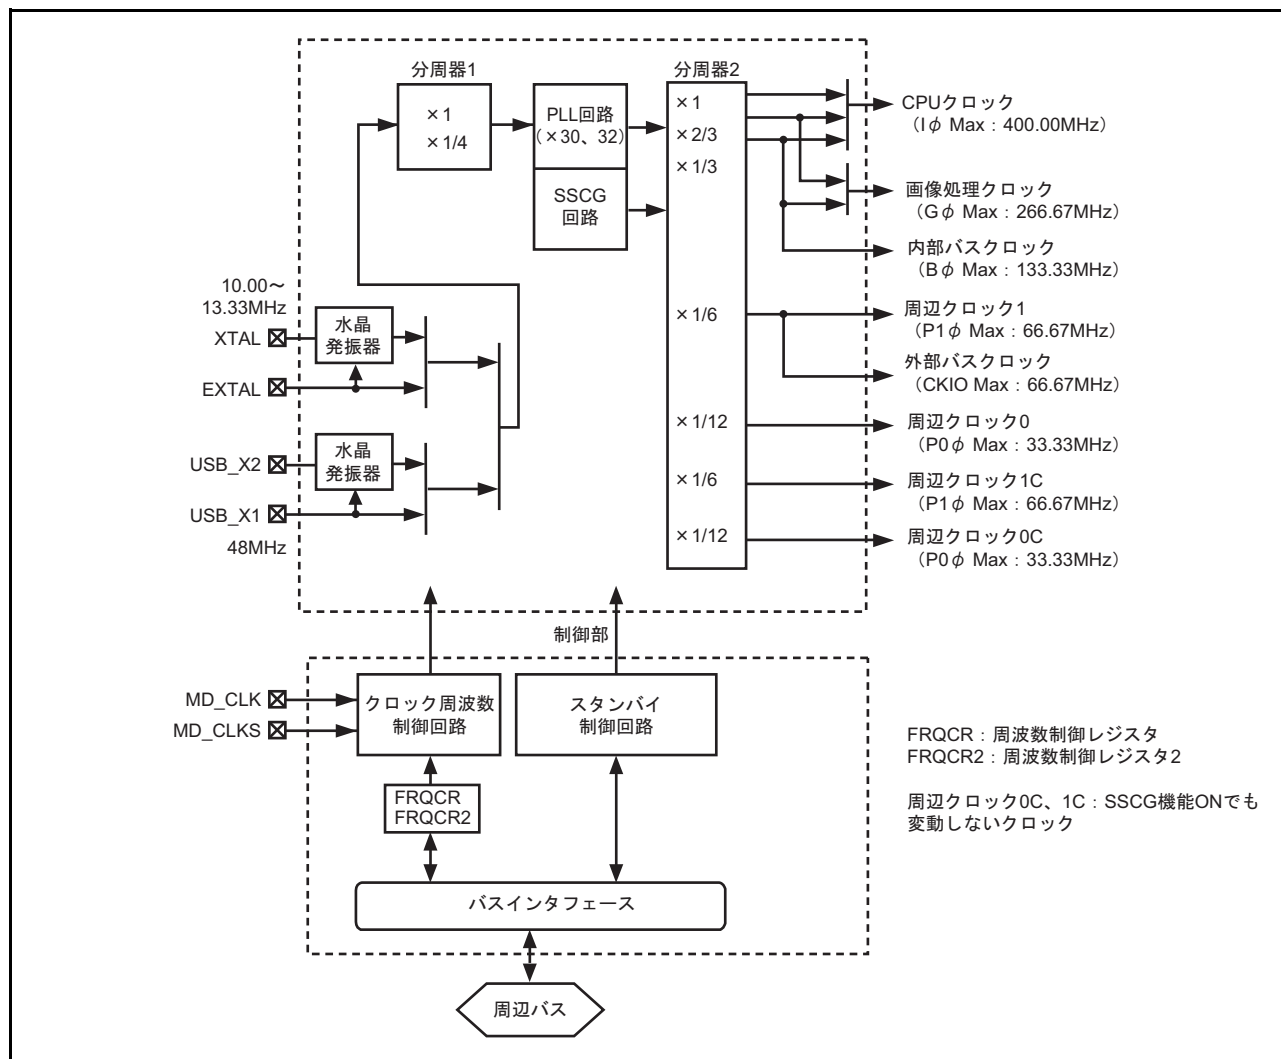 分周器1
×1
×1/4
PLL回路
(×30、32)
SSCG
回路
分周器2
×1
×2/3
×1/3
×1/6
×1/12
×1/6
×1/12
CPUクロック
（Iφ Max：400.00MHz）
画像処理クロック
（Gφ Max：266.67MHz）
内部バスクロック
（Bφ Max：133.33MHz）
周辺クロック1
（P1φ Max：66.67MHz）
外部バスクロック
（CKIO Max：66.67MHz）
周辺クロック0
（P0φ Max：33.33MHz）
周辺クロック1C
（P1φ Max：66.67MHz）
周辺クロック0C
（P0φ Max：33.33MHz）
10.00～
13.33MHz
XTAL
水晶
発振器
EXTAL
USB_X2
水晶
発振器
USB_X1
48MHz
制御部
MD_CLK
MD_CLKS
クロック周波数
制御回路
スタンバイ
制御回路
FRQCR
FRQCR2
バスインタフェース
周辺バス
FRQCR：周波数制御レジスタ
FRQCR2：周波数制御レジスタ2
周辺クロック0C、1C：SSCG機能ONでも
変動しないクロック